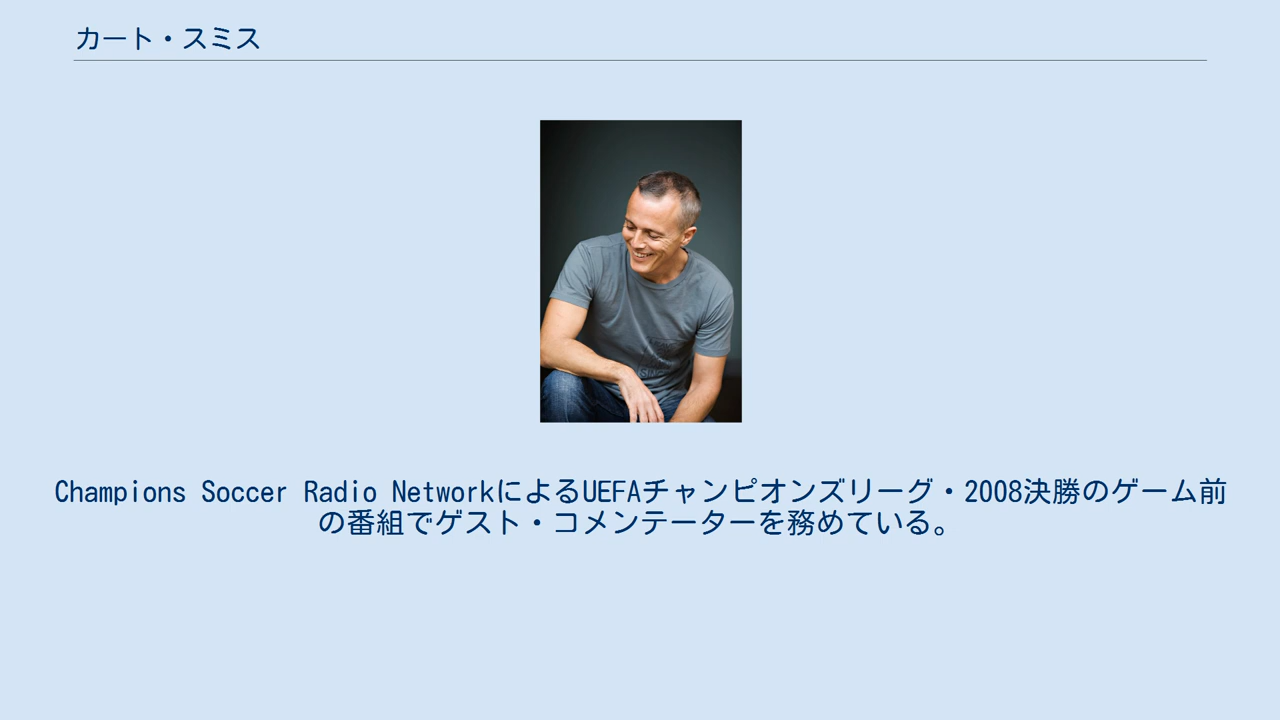 カート・スミス
Champions Soccer Radio NetworkによるUEFAチャンピオンズリーグ・2008決勝のゲーム前
の番組でゲスト・コメンテーターを務めている。